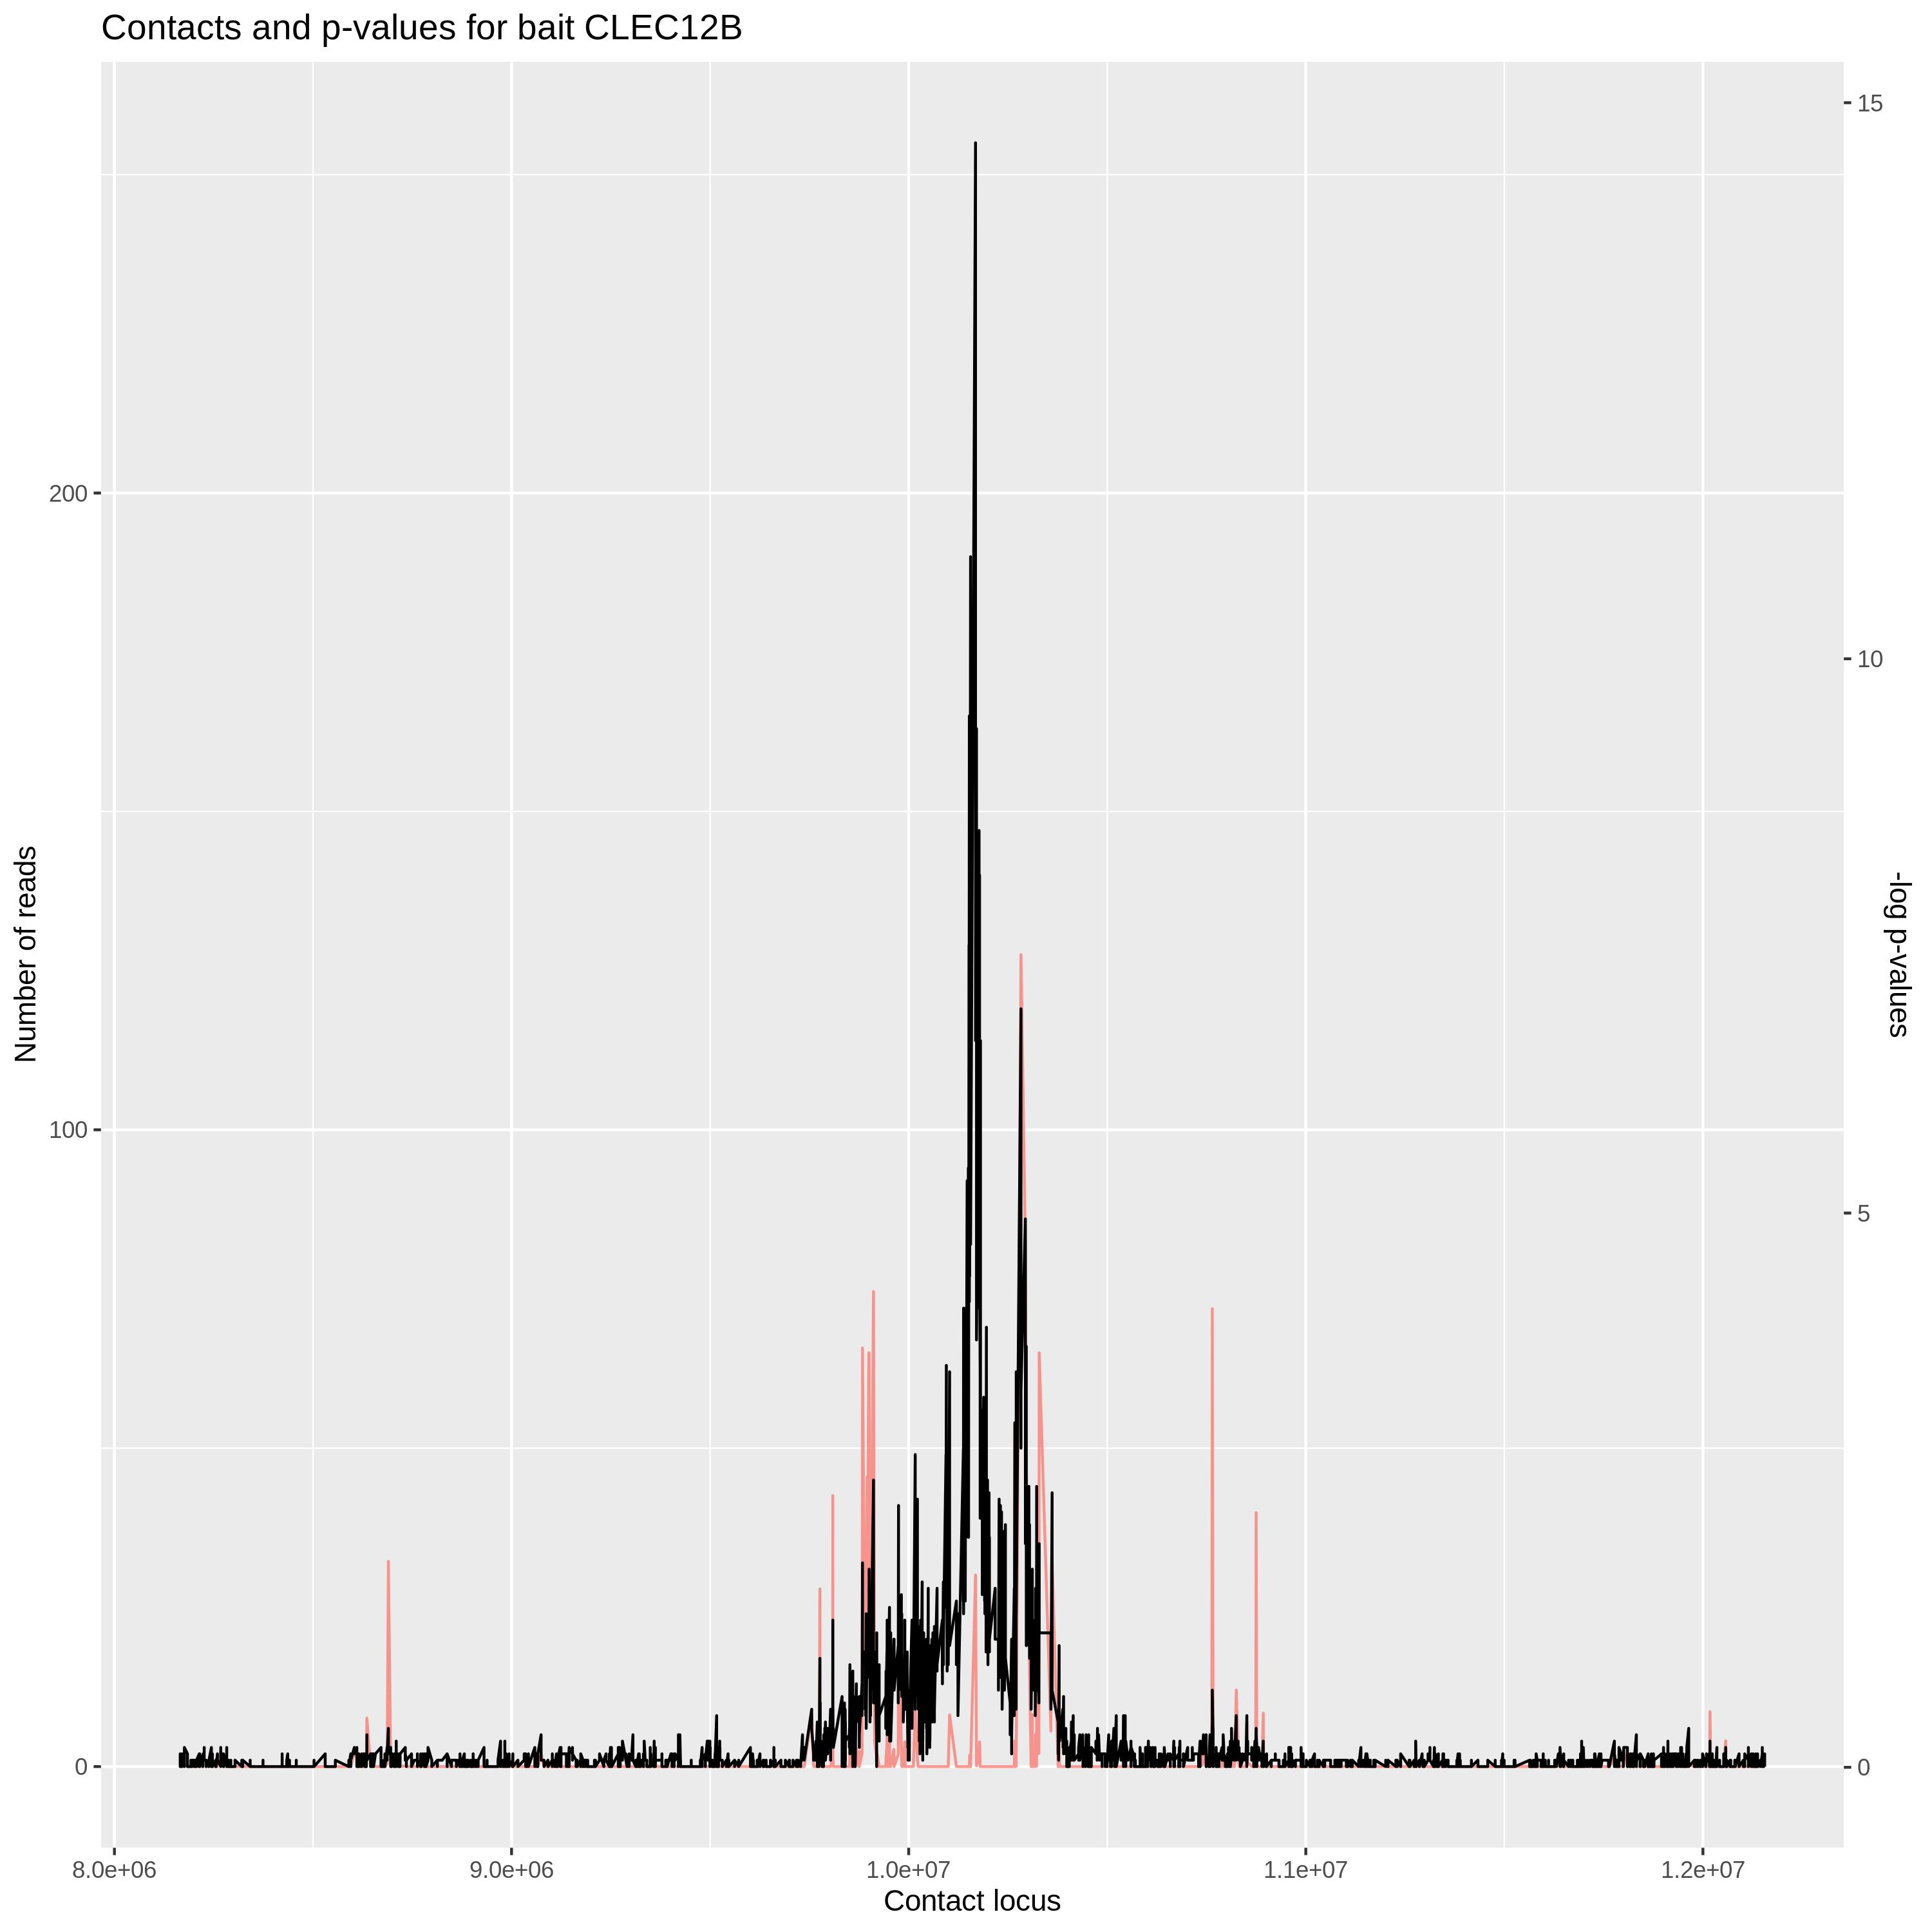 Contacts and p-values for bait CLEC12B
Number of reads
200
100
0
15
10
5
0
-log p-values
8.0e+06
9.0e+06
1.0e+07
1.1e+07
1.2e+07
Contact locus